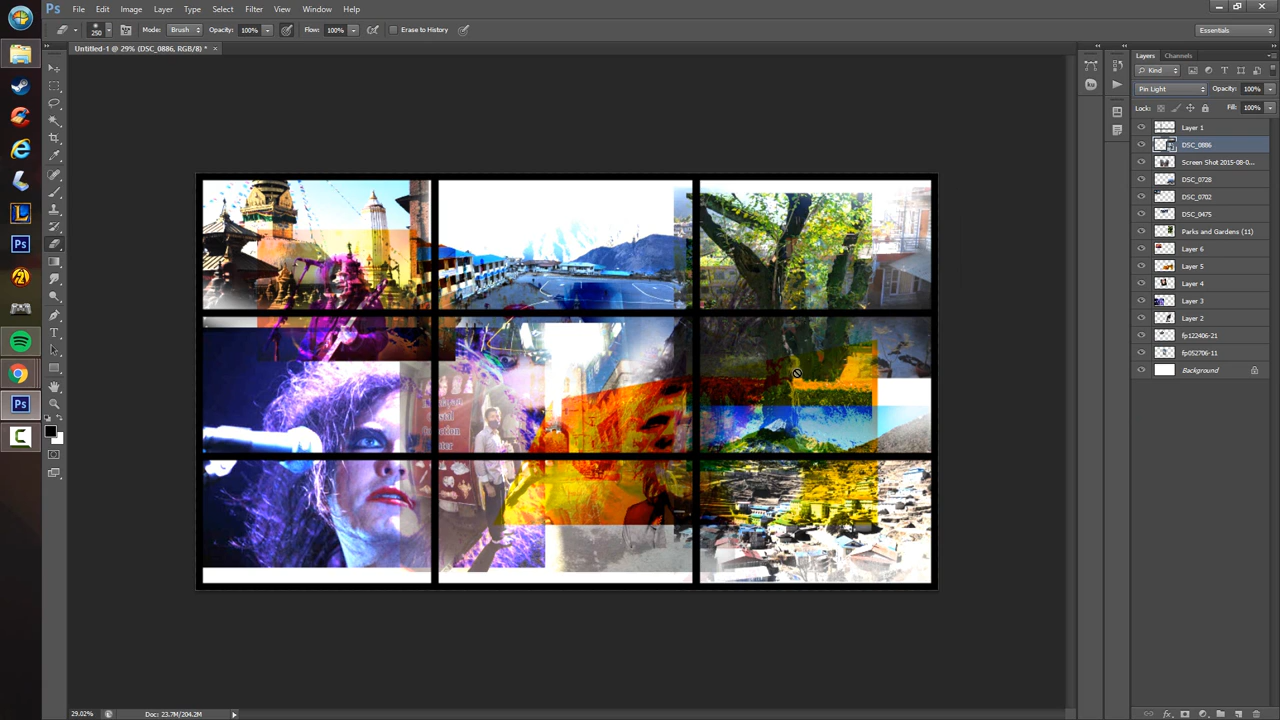 Ps File Edit Image Layer Type Select Filter View Window Help
250 Mode: Brush Opacity: 100% Flow: 100% Erase to History Essentials
Untitled-1 @ 29% (DSC_0886, RGB/8) * ×
Layers Channels
Kind
Pin Light Opacity: 100%
Lock: Fill: 100%
Layer 1
DSC_0886
Screen Shot 2015-08-0...
DSC_0728
DSC_0702
DSC_0475
Parks and Gardens (11)
Layer 6
Layer 5
Layer 4
Layer 3
Layer 2
fp122406-21
fp052706-11
Background
29.02% Doc: 23.7M/204.2M